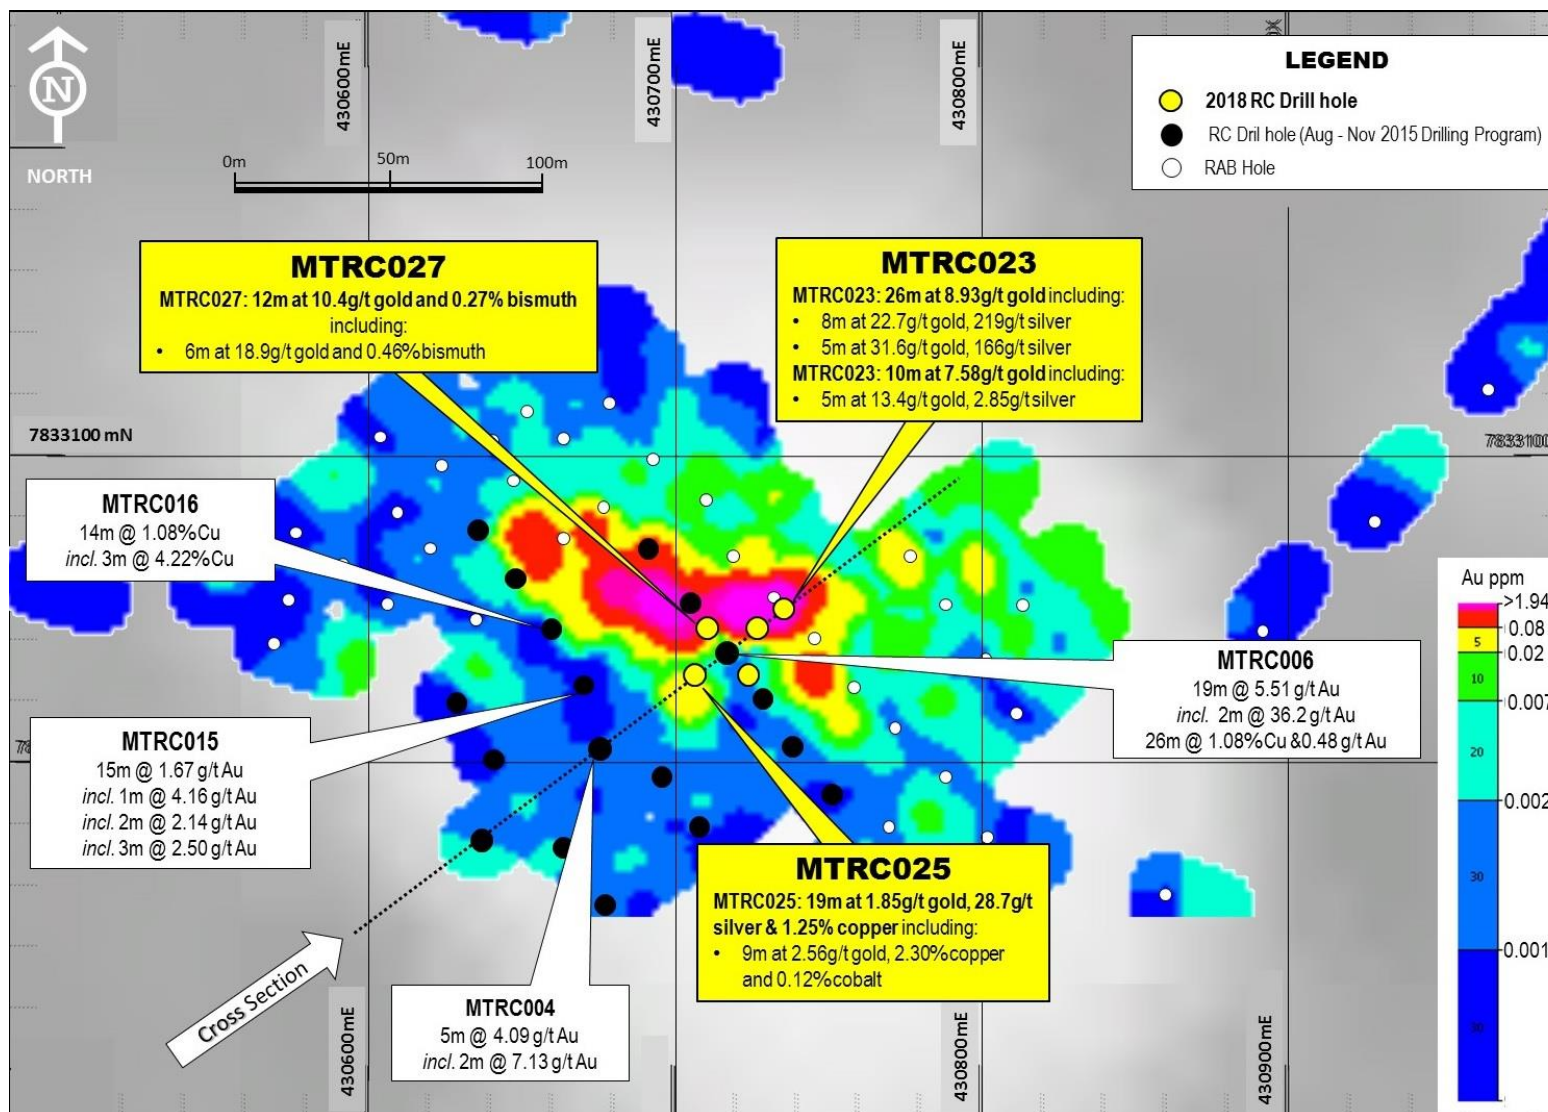 430600mE
430700mE
430800mE
LEGEND
2018 RC Drill hole
RC Dril hole (Aug - Nov 2015 Drilling Program)
RAB Hole
N
NORTH
0m
50m
100m
MTRC027
MTRC027: 12m at 10.4g/t gold and 0.27% bismuth
including:
• 6m at 18.9g/t gold and 0.46% bismuth
MTRC023
MTRC023: 26m at 8.93g/t gold including:
• 8m at 22.7g/t gold, 219g/t silver
• 5m at 31.6g/t gold, 166g/t silver
MTRC023: 10m at 7.58g/t gold including:
• 5m at 13.4g/t gold, 2.85g/t silver
7833100 mN
7833100
MTRC016
14m @ 1.08%Cu
incl. 3m @ 4.22%Cu
Au ppm
>1.94
0.08
5
0.02
10
0.007
20
0.002
30
0.001
MTRC006
19m @ 5.51 g/t Au
incl. 2m @ 36.2 g/t Au
26m @ 1.08%Cu &0.48 g/t Au
MTRC015
15m @ 1.67 g/t Au
incl. 1m @ 4.16 g/t Au
incl. 2m @ 2.14 g/t Au
incl. 3m @ 2.50 g/t Au
MTRC025
MTRC025: 19m at 1.85g/t gold, 28.7g/t
silver & 1.25% copper including:
• 9m at 2.56g/t gold, 2.30% copper
and 0.12% cobalt
Cross Section
MTRC004
5m @ 4.09 g/t Au
incl. 2m @ 7.13 g/t Au
430600mE
430800mE
430900mE